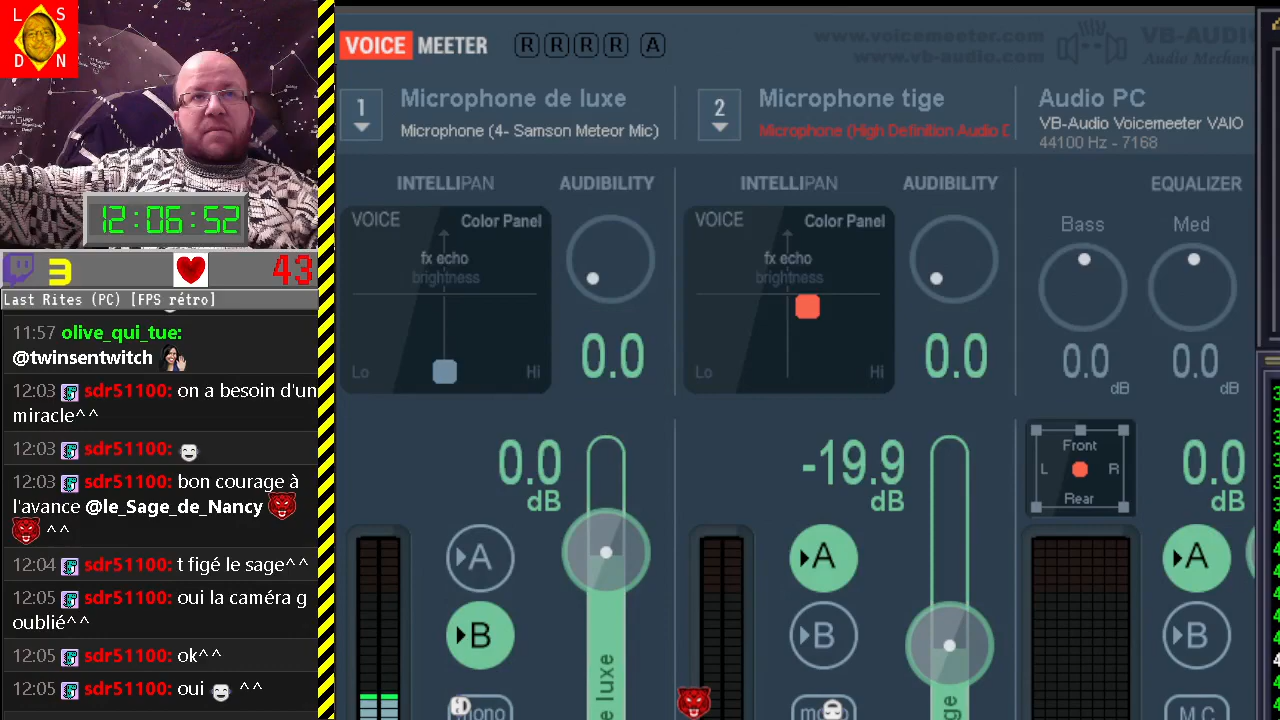 L S
D N
12:06:52
3
43
Last Rites (PC) [FPS rétro]
11:57 olive_qui_tue:
@twinsentwitch
12:03 sdr51100: on a besoin d'un
miracle^^
12:03 sdr51100:
12:03 sdr51100: bon courage à
l'avance @le_Sage_de_Nancy
^^
12:04 sdr51100: t figé le sage^^
12:05 sdr51100: oui la caméra g
oublié^^
12:05 sdr51100: ok^^
12:05 sdr51100: oui ^^
VOICE MEETER R R R R A
www.voicemeeter.com
www.vb-audio.com
VB-AUDIO
Audio Mechan
1 Microphone de luxe
Microphone (4- Samson Meteor Mic)
2 Microphone tige
Microphone (High Definition Audio D
Audio PC
VB-Audio Voicemeeter VAIO
44100 Hz - 7168
INTELLIPAN AUDIBILITY
VOICE Color Panel
fx echo
brightness
Lo Hi
0.0
INTELLIPAN AUDIBILITY
VOICE Color Panel
fx echo
brightness
Lo Hi
0.0
EQUALIZER
Bass Med
0.0 0.0
dB dB
0.0
dB
A
B
mono
e luxe
-19.9
dB
A
B
mono
ge
Front
L R
Rear
0.0
dB
A
B
M.C